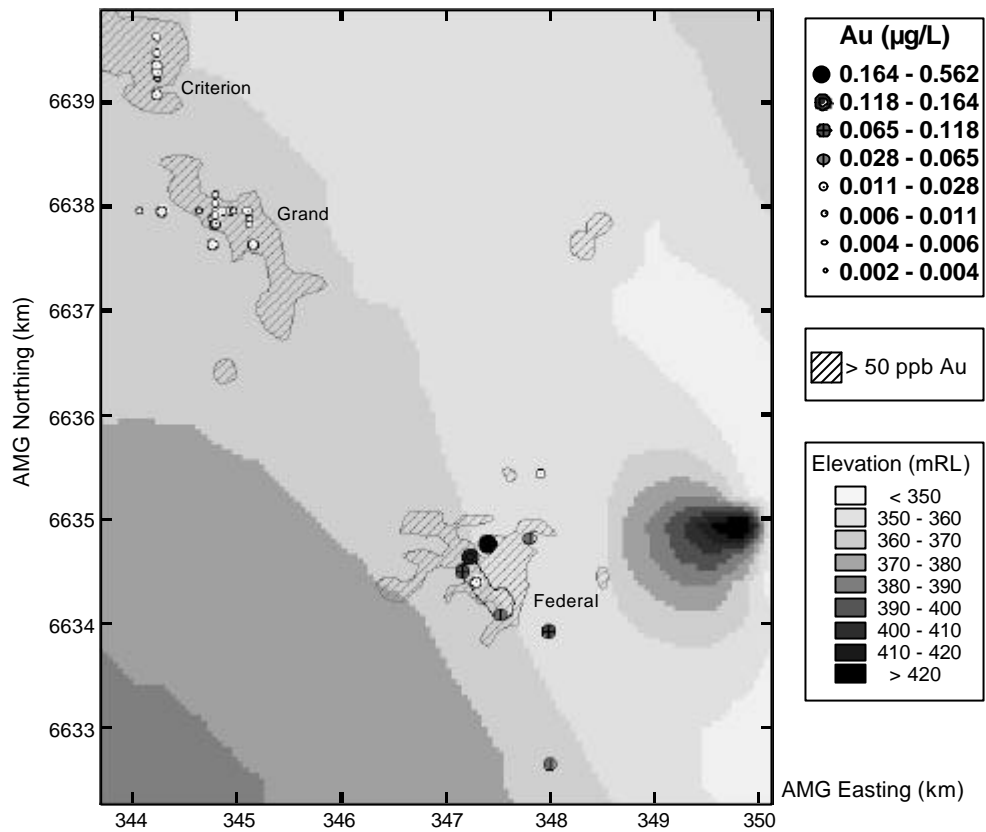 Au (µg/L)
0.164 - 0.562
0.118 - 0.164
0.065 - 0.118
0.028 - 0.065
0.011 - 0.028
0.006 - 0.011
0.004 - 0.006
0.002 - 0.004
> 50 ppb Au
Elevation (mRL)
< 350
350 - 360
360 - 370
370 - 380
380 - 390
390 - 400
400 - 410
410 - 420
> 420
Criterion
Grand
Federal
AMG Northing (km)
6639
6638
6637
6636
6635
6634
6633
344
345
346
347
348
349
350
AMG Easting (km)